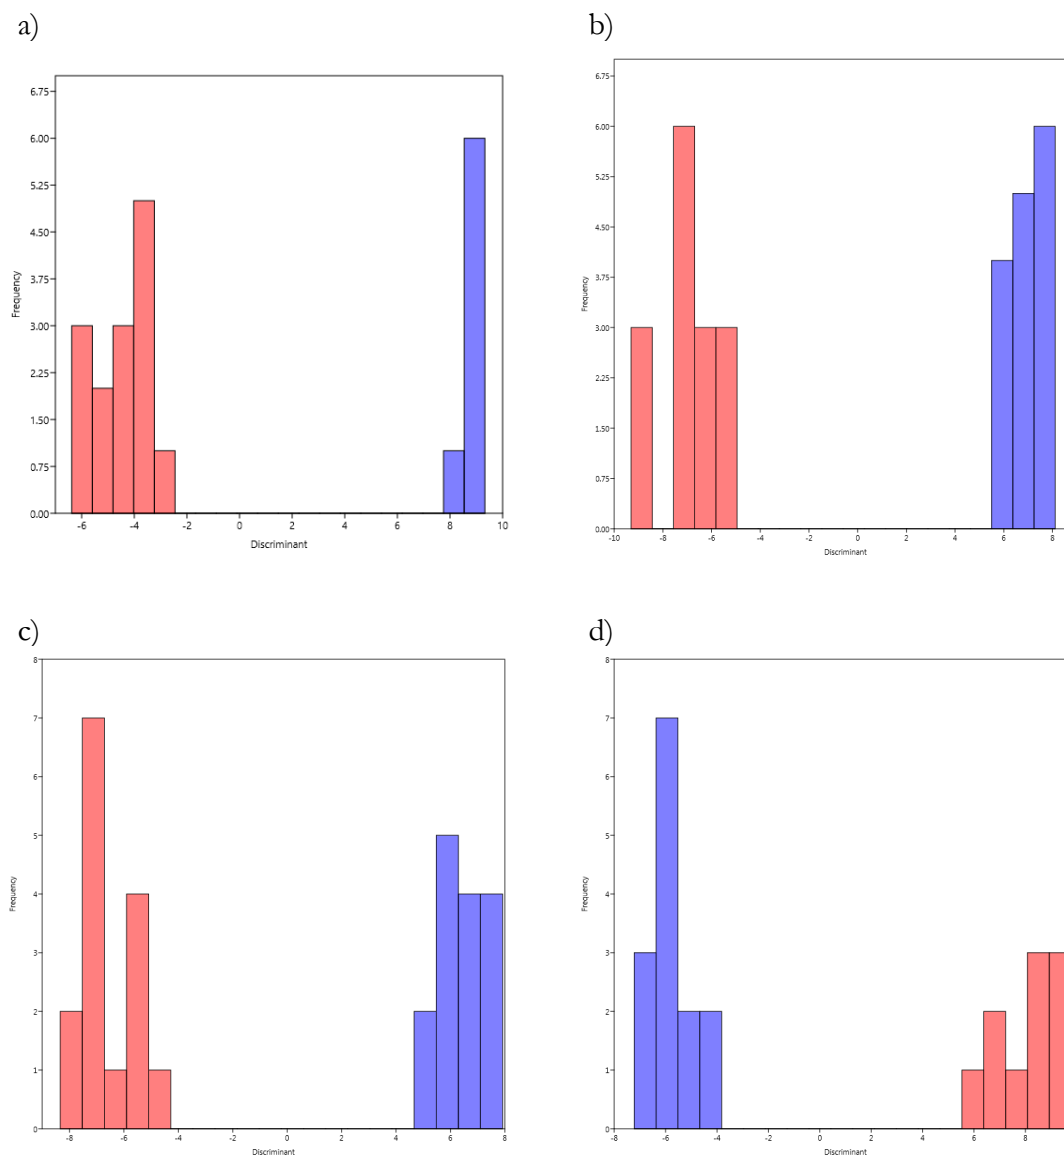 a)
6.75
6.00
5.25
4.50
3.75
3.00
2.25
1.50
0.75
0.00
Frequency
-6 -4 -2 0 2 4 6 8 10
Discriminant
b)
6.75
6.00
5.25
4.50
3.75
3.00
2.25
1.50
0.75
0.00
Frequency
-10 -8 -6 -4 -2 0 2 4 6 8
Discriminant
c)
8
7
6
5
4
3
2
1
0
Frequency
-8 -6 -4 -2 0 2 4 6 8
Discriminant
d)
8
7
6
5
4
3
2
1
0
Frequency
-8 -6 -4 -2 0 2 4 6 8
Discriminant